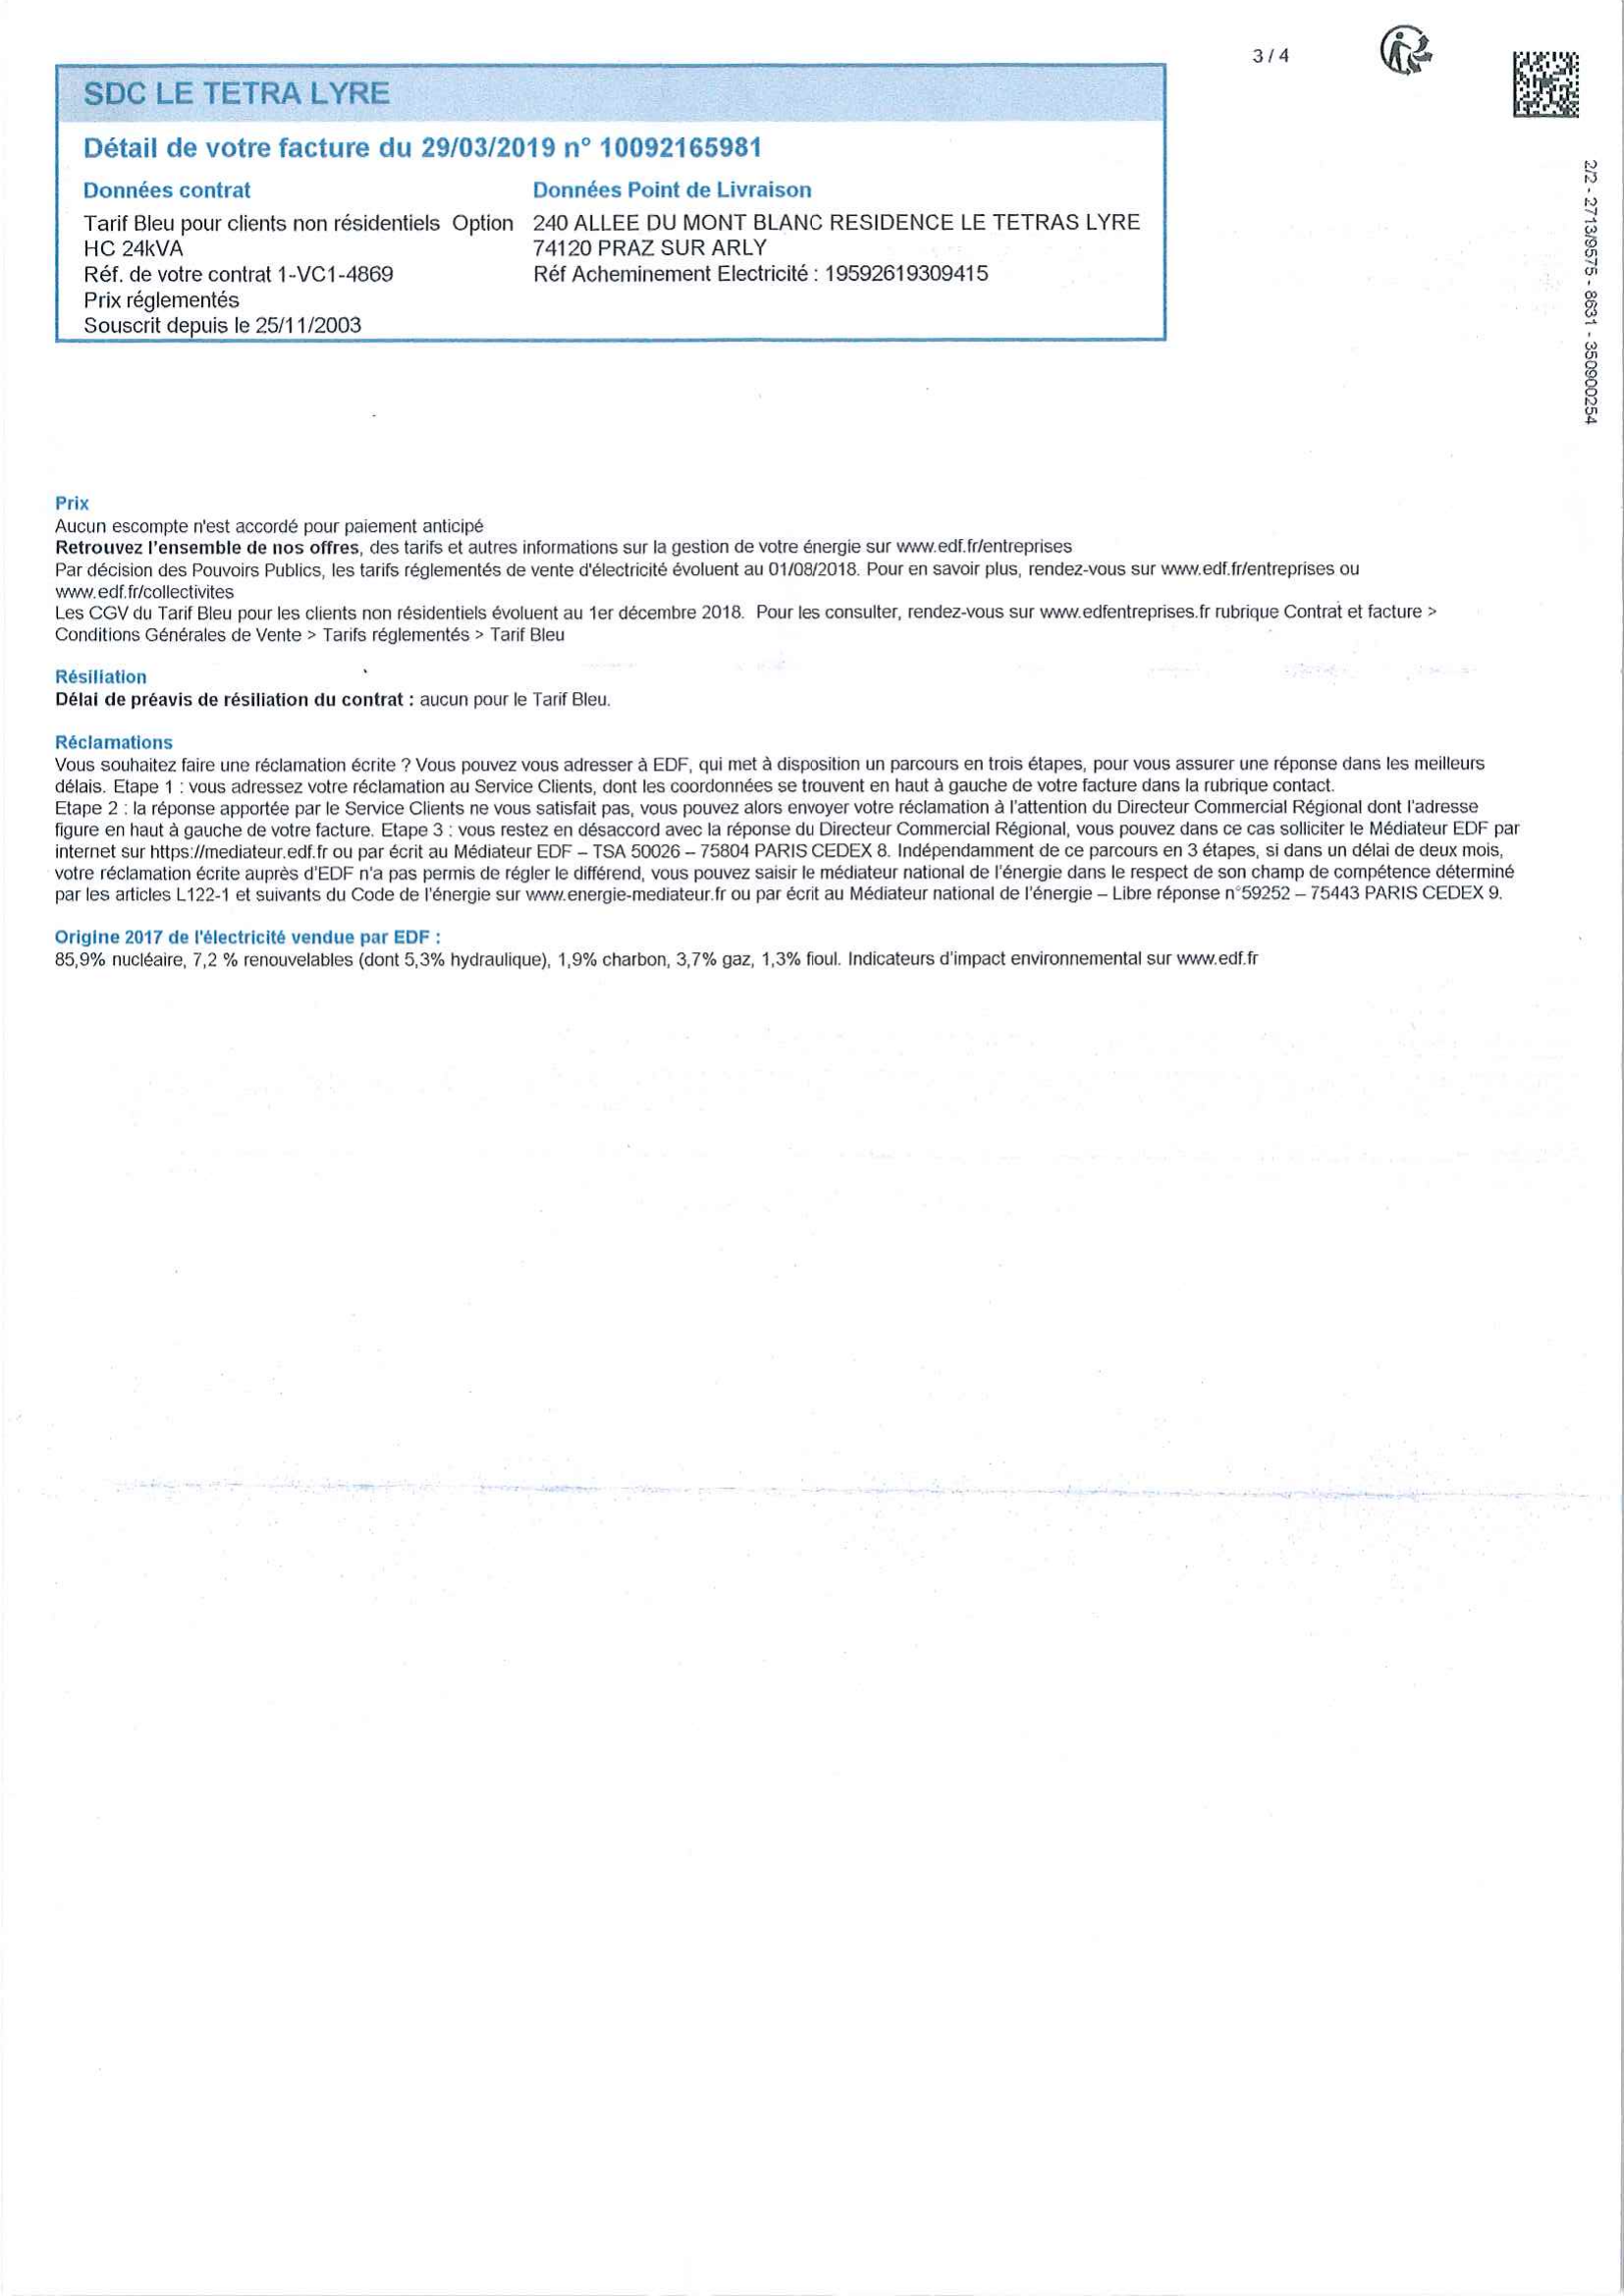 3 / 4
SDC LE TETRA LYRE
Détail de votre facture du 29/03/2019 n° 10092165981
Données contrat
Tarif Bleu pour clients non résidentiels Option
HC 24kVA
Réf. de votre contrat 1-VC1-4869
Prix réglementés
Souscrit depuis le 25/11/2003
Données Point de Livraison
240 ALLEE DU MONT BLANC RESIDENCE LE TETRAS LYRE
74120 PRAZ SUR ARLY
Réf Acheminement Electricité : 19592619309415
2/2 - 2713/9575 - 8631 - 350900254
Prix
Aucun escompte n'est accordé pour paiement anticipé
Retrouvez l'ensemble de nos offres, des tarifs et autres informations sur la gestion de votre énergie sur www.edf.fr/entreprises
Par décision des Pouvoirs Publics, les tarifs réglementés de vente d'électricité évoluent au 01/08/2018. Pour en savoir plus, rendez-vous sur www.edf.fr/entreprises ou
www.edf.fr/collectivites
Les CGV du Tarif Bleu pour les clients non résidentiels évoluent au 1er décembre 2018. Pour les consulter, rendez-vous sur www.edfentreprises.fr rubrique Contrat et facture >
Conditions Générales de Vente > Tarifs réglementés > Tarif Bleu
Résiliation
Délai de préavis de résiliation du contrat : aucun pour le Tarif Bleu.
Réclamations
Vous souhaitez faire une réclamation écrite ? Vous pouvez vous adresser à EDF, qui met à disposition un parcours en trois étapes, pour vous assurer une réponse dans les meilleurs
délais. Etape 1 : vous adressez votre réclamation au Service Clients, dont les coordonnées se trouvent en haut à gauche de votre facture dans la rubrique contact.
Etape 2 : la réponse apportée par le Service Clients ne vous satisfait pas, vous pouvez alors envoyer votre réclamation à l'attention du Directeur Commercial Régional dont l'adresse
figure en haut à gauche de votre facture. Etape 3 : vous restez en désaccord avec la réponse du Directeur Commercial Régional, vous pouvez dans ce cas solliciter le Médiateur EDF par
internet sur https://mediateur.edf.fr ou par écrit au Médiateur EDF – TSA 50026 – 75804 PARIS CEDEX 8. Indépendamment de ce parcours en 3 étapes, si dans un délai de deux mois,
votre réclamation écrite auprès d'EDF n'a pas permis de régler le différend, vous pouvez saisir le médiateur national de l'énergie dans le respect de son champ de compétence déterminé
par les articles L122-1 et suivants du Code de l'énergie sur www.energie-mediateur.fr ou par écrit au Médiateur national de l'énergie – Libre réponse n°59252 – 75443 PARIS CEDEX 9.
Origine 2017 de l'électricité vendue par EDF :
85,9% nucléaire, 7,2 % renouvelables (dont 5,3% hydraulique), 1,9% charbon, 3,7% gaz, 1,3% fioul. Indicateurs d'impact environnemental sur www.edf.fr